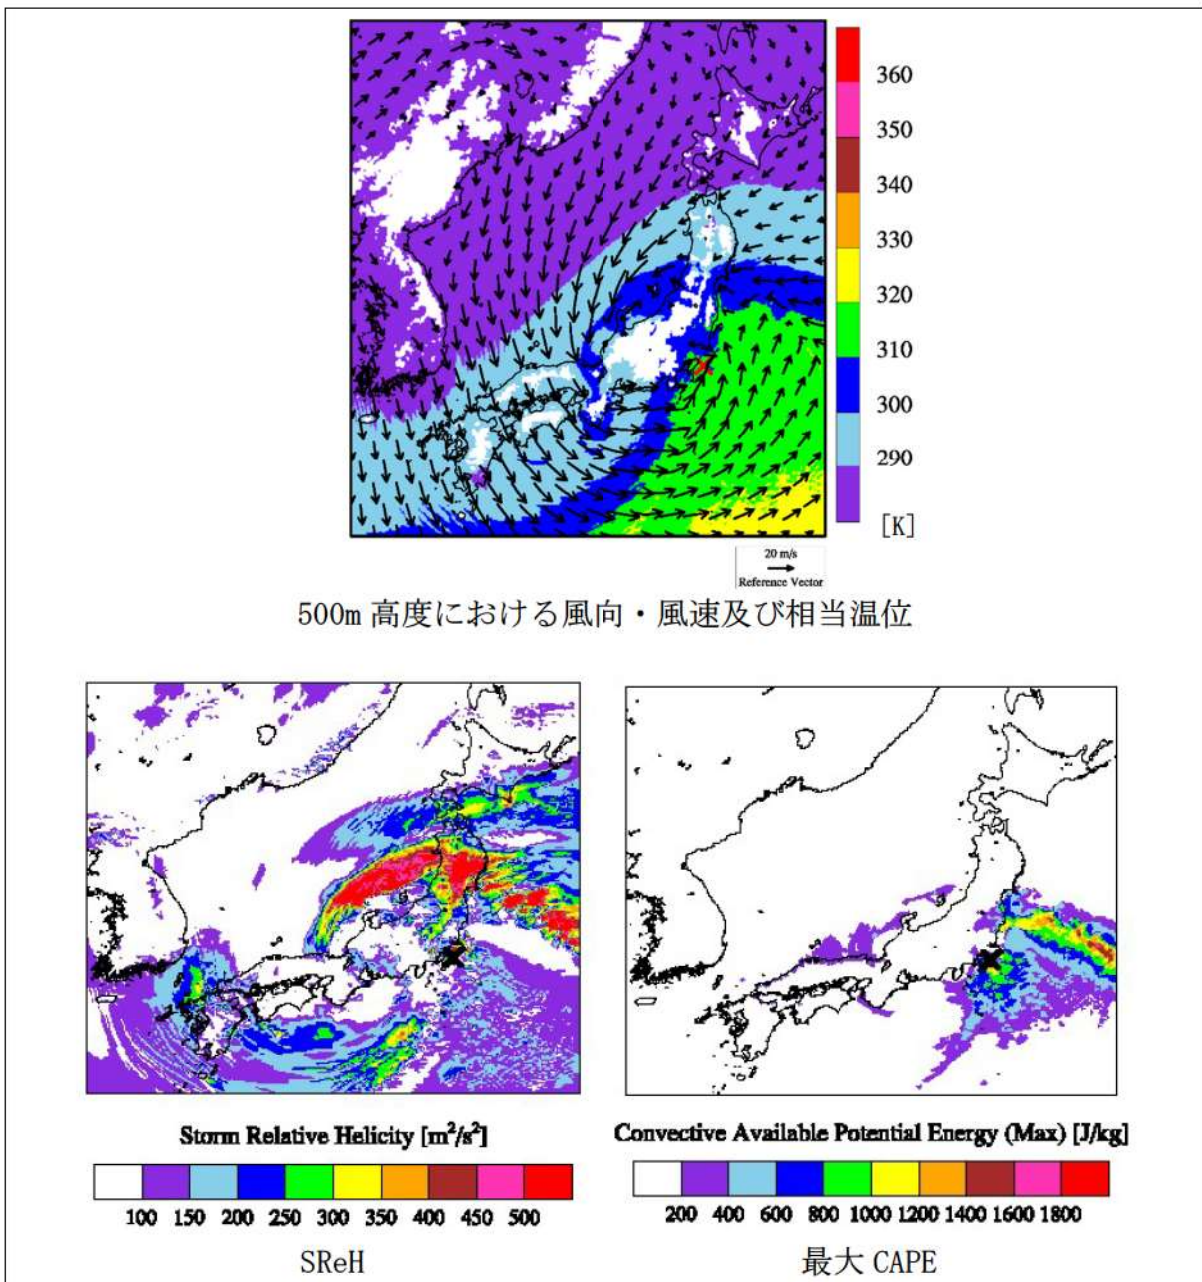 360
350
340
330
320
310
300
290
[K]
20 m/s
Reference Vector
500m 高度における風向・風速及び相当温位
Storm Relative Helicity [m²/s²]
100 150 200 250 300 350 400 450 500
SReH
Convective Available Potential Energy (Max) [J/kg]
200 400 600 800 1000 1200 1400 1600 1800
最大 CAPE